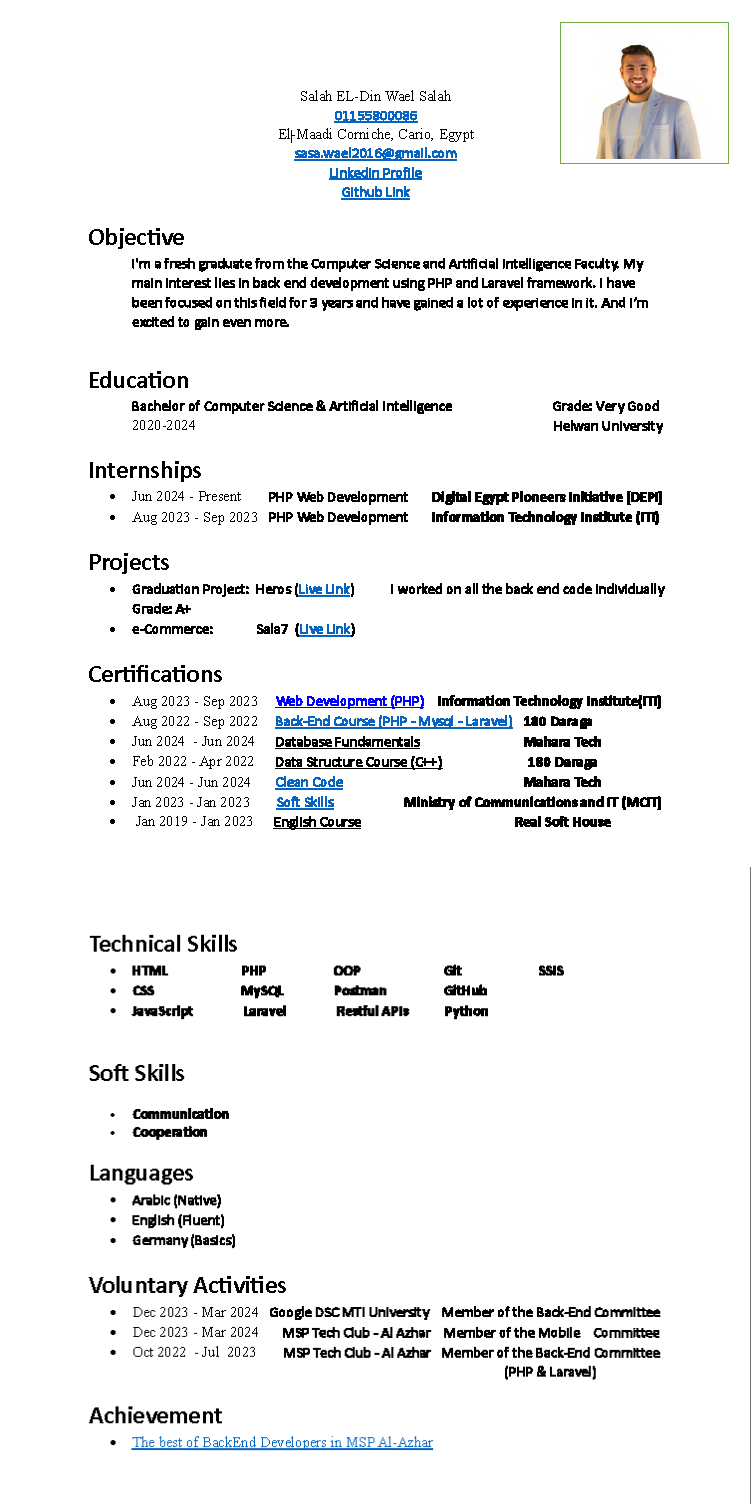 Salah EL-Din Wael Salah
01155800086
El-Maadi Corniche, Cario, Egypt
sasa.wael2016@gmail.com
Linkedin Profile
Github Link
Objective
I'm a fresh graduate from the Computer Science and Artificial Intelligence Faculty. My
main interest lies in back end development using PHP and Laravel framework. I have
been focused on this field for 3 years and have gained a lot of experience in it. And I'm
excited to gain even more.
Education
Bachelor of Computer Science & Artificial Intelligence Grade: Very Good
2020-2024 Helwan University
Internships
• Jun 2024 - Present PHP Web Development Digital Egypt Pioneers Initiative [DEPI]
• Aug 2023 - Sep 2023 PHP Web Development Information Technology Institute (ITI)
Projects
• Graduation Project: Heros (Live Link) I worked on all the back end code individually
Grade: A+
• e-Commerce: Sala7 (Live Link)
Certifications
• Aug 2023 - Sep 2023 Web Development (PHP) Information Technology Institute(ITI)
• Aug 2022 - Sep 2022 Back-End Course (PHP - Mysql - Laravel) 180 Daraga
• Jun 2024 - Jun 2024 Database Fundamentals Mahara Tech
• Feb 2022 - Apr 2022 Data Structure Course (C++) 180 Daraga
• Jun 2024 - Jun 2024 Clean Code Mahara Tech
• Jan 2023 - Jan 2023 Soft Skills Ministry of Communications and IT (MCIT)
• Jan 2019 - Jan 2023 English Course Real Soft House
Technical Skills
• HTML PHP OOP Git SSIS
• CSS MySQL Postman GitHub
• JavaScript Laravel Restful APIs Python
Soft Skills
• Communication
• Cooperation
Languages
• Arabic (Native)
• English (Fluent)
• Germany (Basics)
Voluntary Activities
• Dec 2023 - Mar 2024 Google DSC MTI University Member of the Back-End Committee
• Dec 2023 - Mar 2024 MSP Tech Club - Al Azhar Member of the Mobile Committee
• Oct 2022 - Jul 2023 MSP Tech Club - Al Azhar Member of the Back-End Committee
(PHP & Laravel)
Achievement
• The best of BackEnd Developers in MSP Al-Azhar